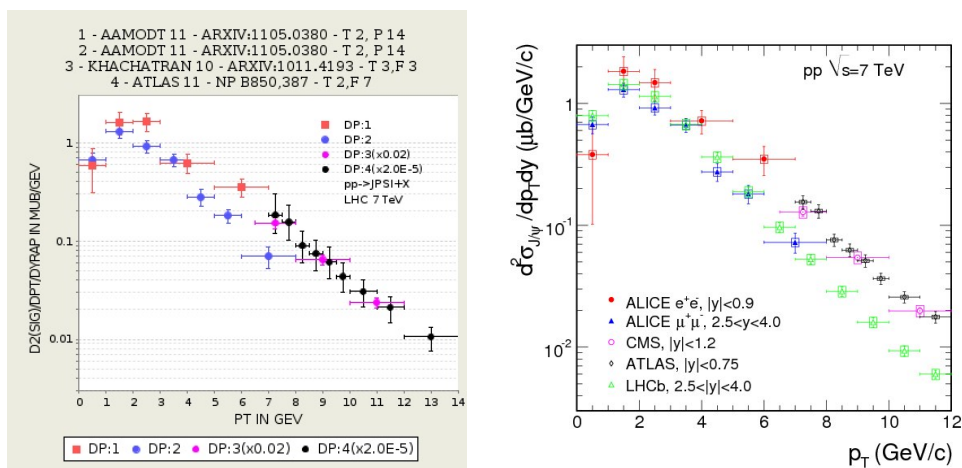 1 - AAMODT 11 - ARXIV:1105.0380 - T 2, P 14
2 - AAMODT 11 - ARXIV:1105.0380 - T 2, P 14
3 - KHACHATRAN 10 - ARXIV:1011.4193 - T 3,F 3
4 - ATLAS 11 - NP B850,387 - T 2,F 7
D2(SIG)/DPT/DYRAP IN MUB/GEV
1
0.1
0.01
DP:1
DP:2
DP:3(x0.02)
DP:4(x2.0E-5)
pp->JPSI+X
LHC 7 TeV
0 1 2 3 4 5 6 7 8 9 10 11 12 13 14
PT IN GEV
DP:1 DP:2 DP:3(x0.02) DP:4(x2.0E-5)
d²σ_J/ψ /dp_T dy (μb/GeV/c)
1
10⁻¹
10⁻²
pp √s=7 TeV
ALICE e⁺e⁻, |y|<0.9
ALICE μ⁺μ⁻, 2.5<y<4.0
CMS, |y|<1.2
ATLAS, |y|<0.75
LHCb, 2.5<|y|<4.0
0 2 4 6 8 10 12
p_T (GeV/c)